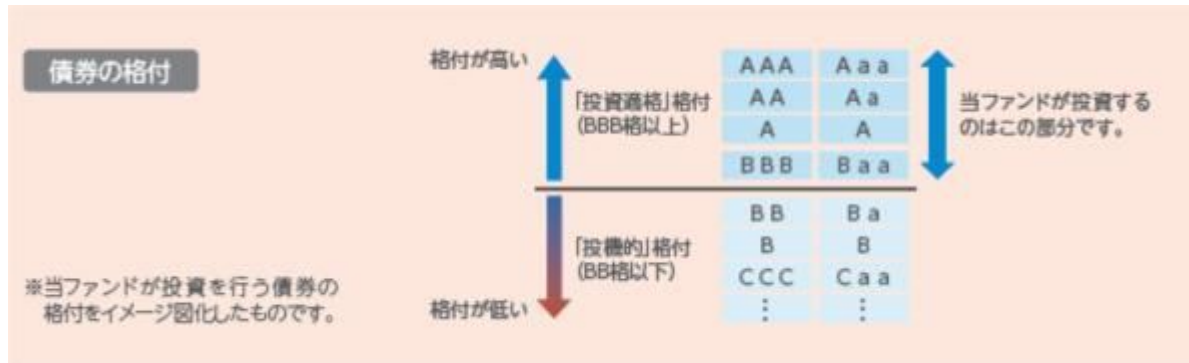 債券の格付
格付が高い
「投資適格」格付
(BBB格以上)
AAA Aaa
AA Aa
A A
BBB Baa
当ファンドが投資する
のはこの部分です。
BB Ba
B B
CCC Caa
⋮ ⋮
「投機的」格付
(BB格以下)
格付が低い
※当ファンドが投資を行う債券の
格付をイメージ図化したものです。